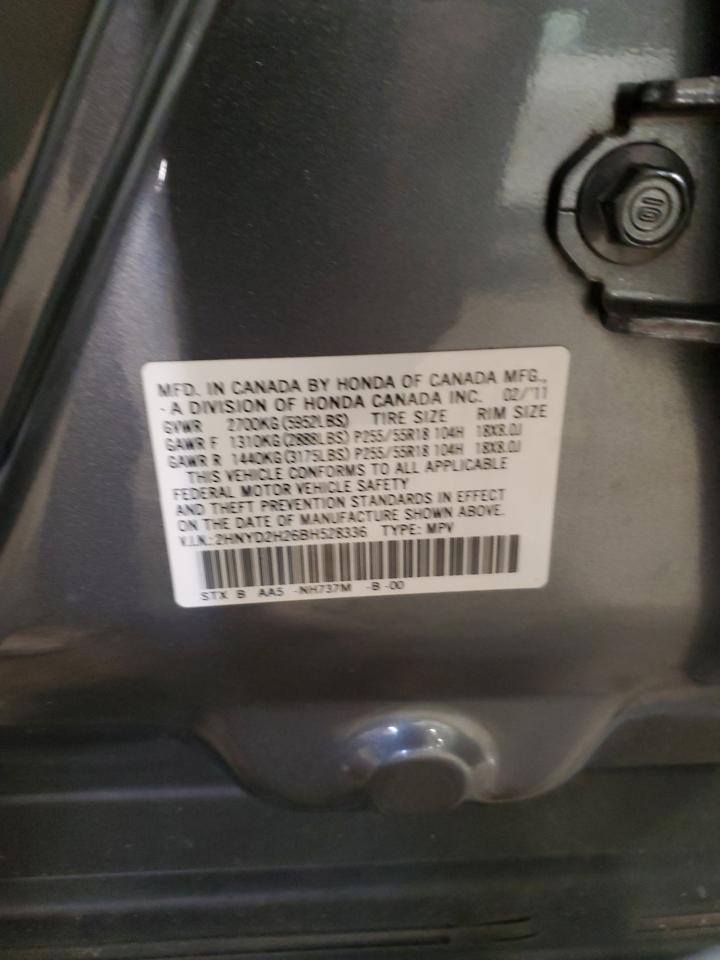 10
MFD. IN CANADA BY HONDA OF CANADA MFG.,
-A DIVISION OF HONDA CANADA INC. 02/'11
GVWR 2700KG(5952LBS) TIRE SIZE RIM SIZE
GAWR F 1310KG(2888LBS) P255/55R18 104H 18X8.0J
GAWR R 1440KG(3175LBS) P255/55R18 104H 18X8.0J
THIS VEHICLE CONFORMS TO ALL APPLICABLE
FEDERAL MOTOR VEHICLE SAFETY
AND THEFT PREVENTION STANDARDS IN EFFECT
ON THE DATE OF MANUFACTURE SHOWN ABOVE.
V.I.N.:2HNYD2H26BH528336 TYPE: MPV
STX B AA5 -NH737M -B-00